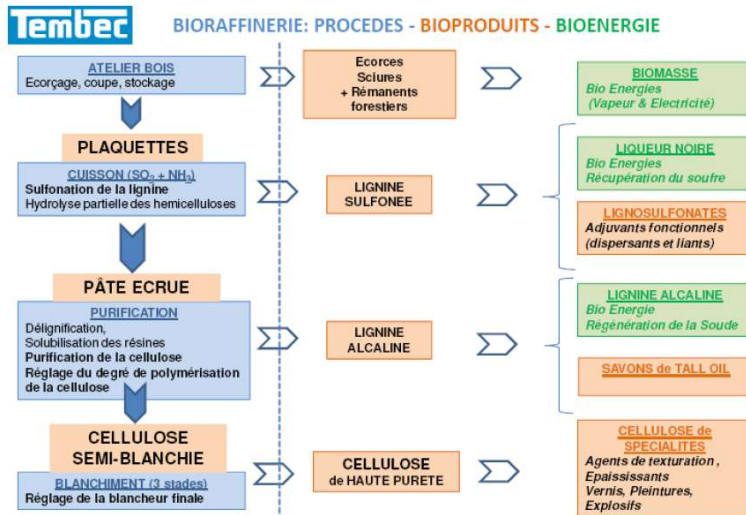 Tembec
BIORAFFINERIE: PROCEDES - BIOPRODUITS - BIOENERGIE
ATELIER BOIS
Ecorçage, coupe, stockage
Ecorces
Sciures
+ Rémanents
forestiers
BIOMASSE
Bio Energies
(Vapeur & Electricité)
PLAQUETTES
CUISSON (SO2 + NH3)
Sulfonation de la lignine
Hydrolyse partielle des hemicelluloses
LIGNINE
SULFONEE
LIQUEUR NOIRE
Bio Energies
Récupération du soufre
LIGNOSULFONATES
Adjuvants fonctionnels
(dispersants et liants)
PÂTE ECRUE
PURIFICATION
Délignification,
Solubilisation des résines
Purification de la cellulose
Réglage du degré de polymérisation
de la cellulose
LIGNINE
ALCALINE
LIGNINE ALCALINE
Bio Energie
Régénération de la Soude
SAVONS de TALL OIL
CELLULOSE
SEMI-BLANCHIE
BLANCHIMENT (3 stades)
Réglage de la blancheur finale
CELLULOSE
de HAUTE PURETE
CELLULOSE de
SPECIALITES
Agents de texturation ,
Epaississants
Vernis, Pleintures,
Explosifs